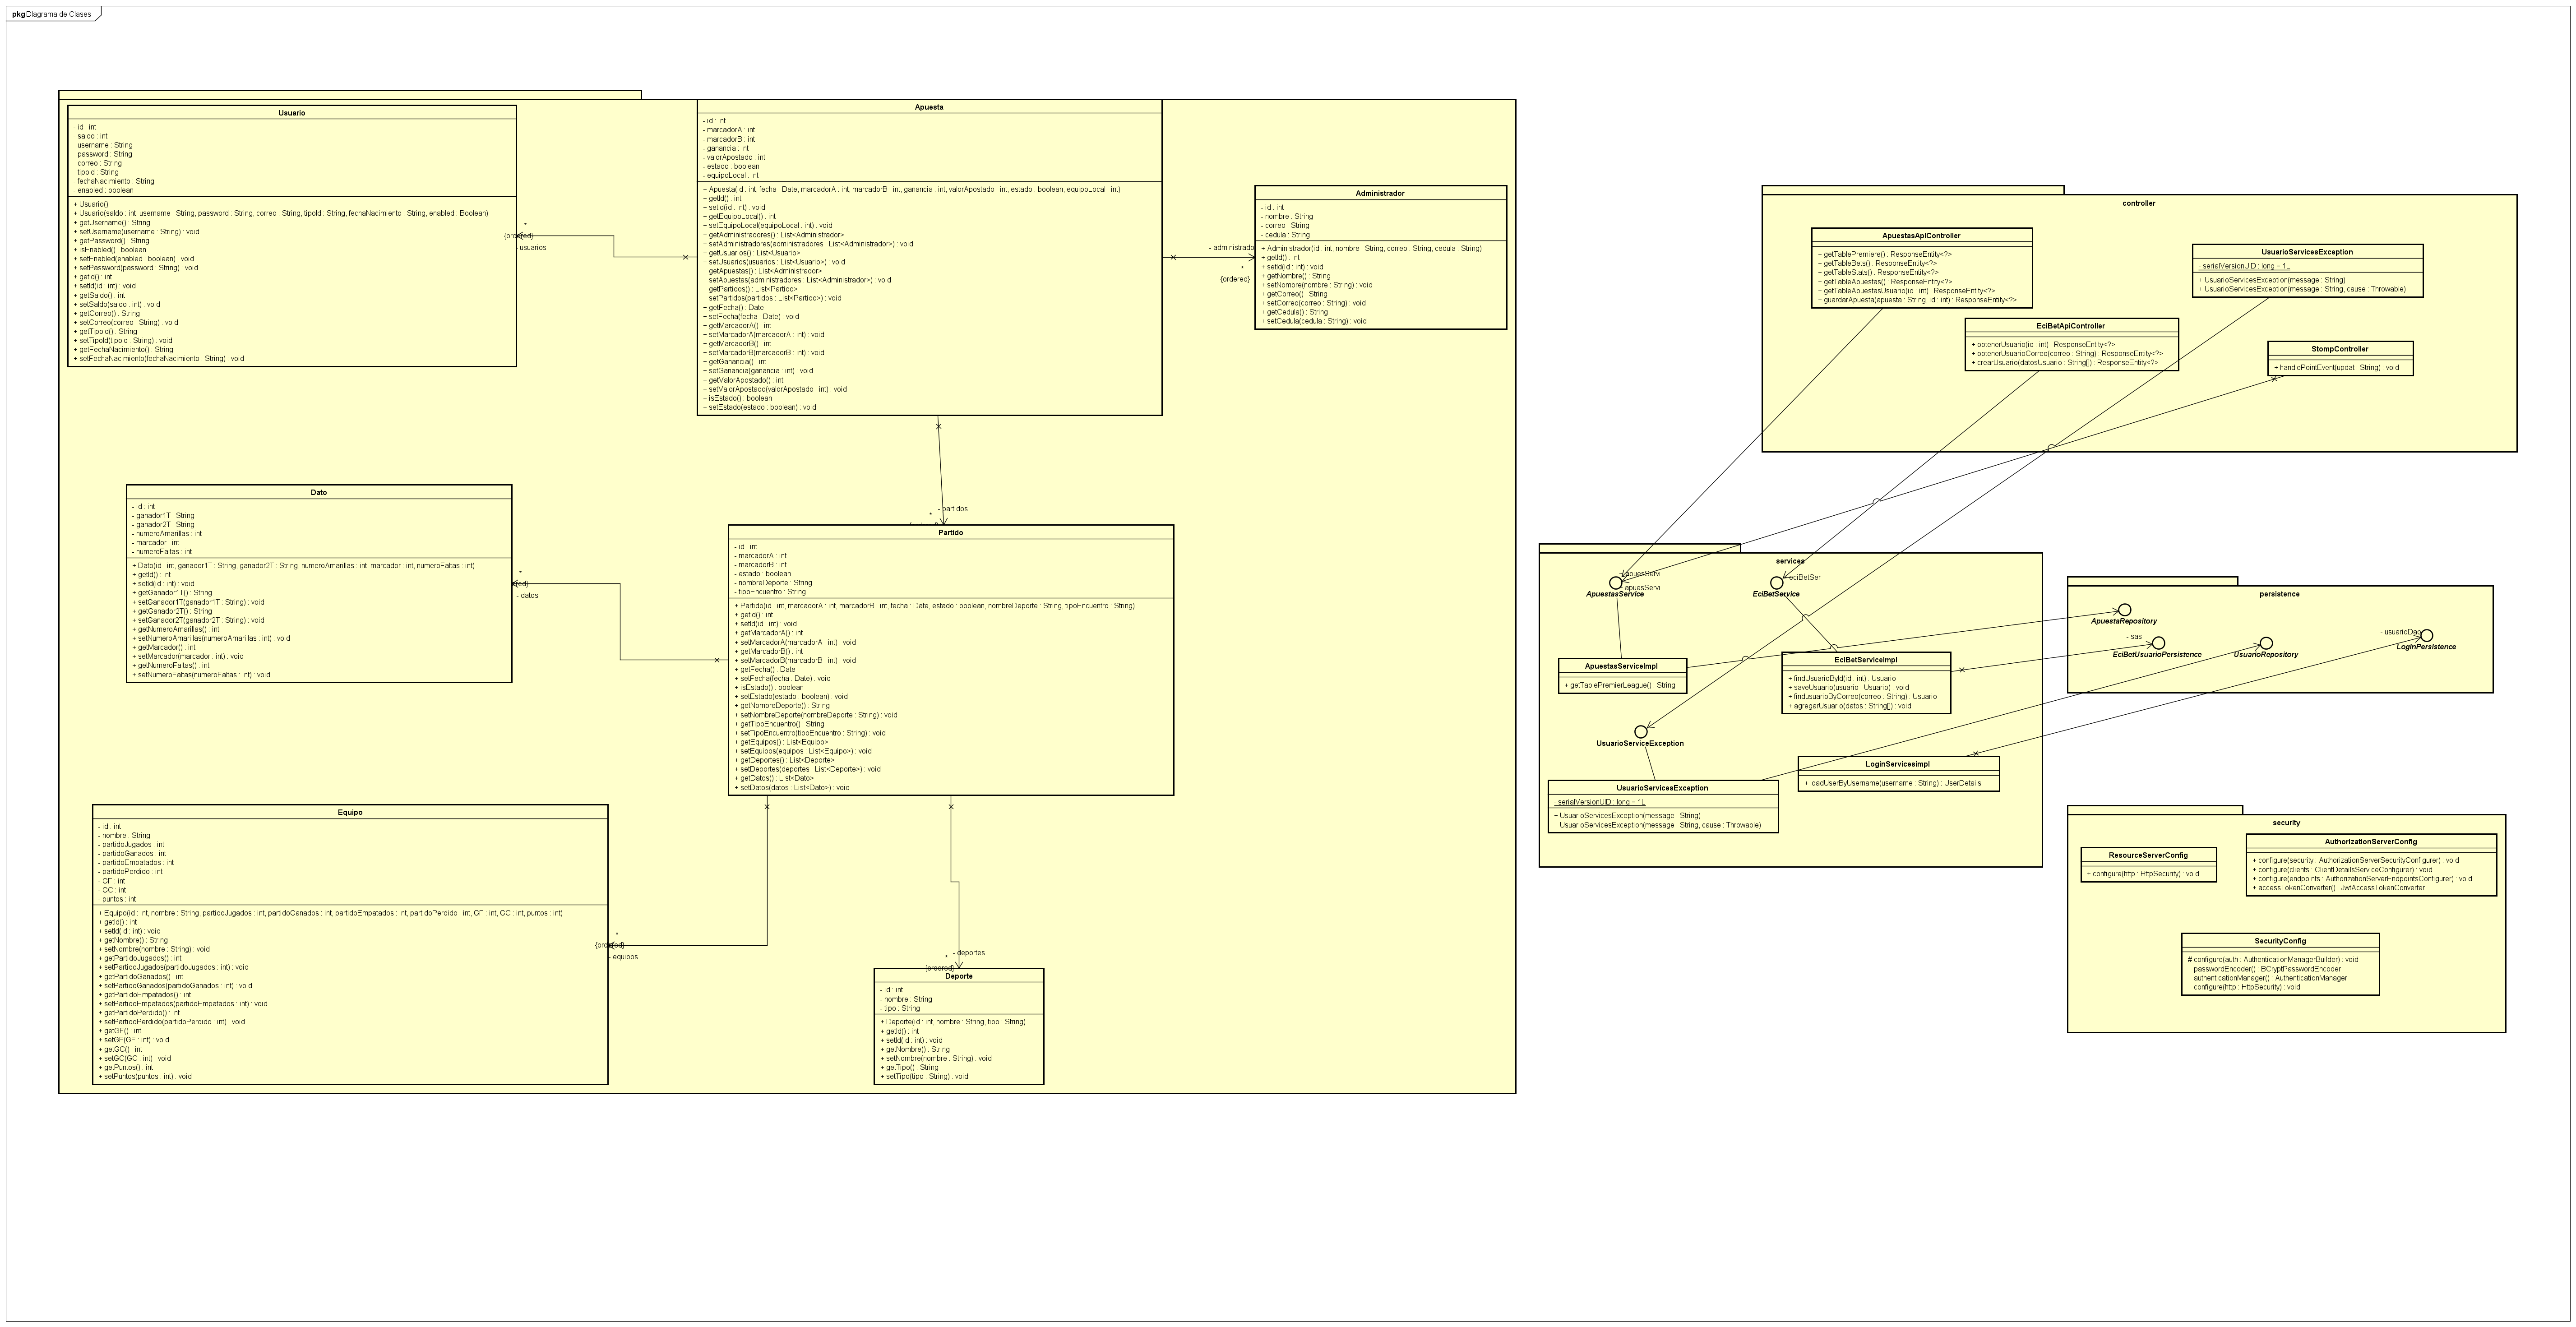 pkg Diagrama de Clases
Usuario
- id : int
- saldo : int
- username : String
- password : String
- correo : String
- tipoId : String
- fechaNacimiento : String
- enabled : boolean
+ Usuario()
+ Usuario(saldo : int, username : String, password : String, correo : String, tipoId : String, fechaNacimiento : String, enabled : Boolean)
+ getUsername() : String
+ setUsername(username : String) : void
+ getPassword() : String
+ isEnabled() : boolean
+ setEnabled(enabled : boolean) : void
+ setPassword(password : String) : void
+ getId() : int
+ setId(id : int) : void
+ getSaldo() : int
+ setSaldo(saldo : int) : void
+ getCorreo() : String
+ setCorreo(correo : String) : void
+ getTipoId() : String
+ setTipoId(tipoId : String) : void
+ getFechaNacimiento() : String
+ setFechaNacimiento(fechaNacimiento : String) : void
*
{ordered}
usuarios
Apuesta
- id : int
- marcadorA : int
- marcadorB : int
- ganancia : int
- valorApostado : int
- estado : boolean
- equipoLocal : int
+ Apuesta(id : int, fecha : Date, marcadorA : int, marcadorB : int, ganancia : int, valorApostado : int, estado : boolean, equipoLocal : int)
+ getId() : int
+ setId(id : int) : void
+ getEquipoLocal() : int
+ setEquipoLocal(equipoLocal : int) : void
+ getAdministradores() : List<Administrador>
+ setAdministradores(administradores : List<Administrador>) : void
+ getUsuarios() : List<Usuario>
+ setUsuarios(usuarios : List<Usuario>) : void
+ getApuestas() : List<Administrador>
+ setApuestas(administradores : List<Administrador>) : void
+ getPartidos() : List<Partido>
+ setPartidos(partidos : List<Partido>) : void
+ getFecha() : Date
+ setFecha(fecha : Date) : void
+ getMarcadorA() : int
+ setMarcadorA(marcadorA : int) : void
+ getMarcadorB() : int
+ setMarcadorB(marcadorB : int) : void
+ getGanancia() : int
+ setGanancia(ganancia : int) : void
+ getValorApostado() : int
+ setValorApostado(valorApostado : int) : void
+ isEstado() : boolean
+ setEstado(estado : boolean) : void
- administrado
*
{ordered}
Administrador
- id : int
- nombre : String
- correo : String
- cedula : String
+ Administrador(id : int, nombre : String, correo : String, cedula : String)
+ getId() : int
+ setId(id : int) : void
+ getNombre() : String
+ setNombre(nombre : String) : void
+ getCorreo() : String
+ setCorreo(correo : String) : void
+ getCedula() : String
+ setCedula(cedula : String) : void
Dato
- id : int
- ganador1T : String
- ganador2T : String
- numeroAmarillas : int
- marcador : int
- numeroFaltas : int
+ Dato(id : int, ganador1T : String, ganador2T : String, numeroAmarillas : int, marcador : int, numeroFaltas : int)
+ getId() : int
+ setId(id : int) : void
+ getGanador1T() : String
+ setGanador1T(ganador1T : String) : void
+ getGanador2T() : String
+ setGanador2T(ganador2T : String) : void
+ getNumeroAmarillas() : int
+ setNumeroAmarillas(numeroAmarillas : int) : void
+ getMarcador() : int
+ setMarcador(marcador : int) : void
+ getNumeroFaltas() : int
+ setNumeroFaltas(numeroFaltas : int) : void
*
- datos
- partidos
*
Partido
- id : int
- marcadorA : int
- marcadorB : int
- estado : boolean
- nombreDeporte : String
- tipoEncuentro : String
+ Partido(id : int, marcadorA : int, marcadorB : int, fecha : Date, estado : boolean, nombreDeporte : String, tipoEncuentro : String)
+ getId() : int
+ setId(id : int) : void
+ getMarcadorA() : int
+ setMarcadorA(marcadorA : int) : void
+ getMarcadorB() : int
+ setMarcadorB(marcadorB : int) : void
+ getFecha() : Date
+ setFecha(fecha : Date) : void
+ isEstado() : boolean
+ setEstado(estado : boolean) : void
+ getNombreDeporte() : String
+ setNombreDeporte(nombreDeporte : String) : void
+ getTipoEncuentro() : String
+ setTipoEncuentro(tipoEncuentro : String) : void
+ getEquipos() : List<Equipo>
+ setEquipos(equipos : List<Equipo>) : void
+ getDeportes() : List<Deporte>
+ setDeportes(deportes : List<Deporte>) : void
+ getDatos() : List<Dato>
+ setDatos(datos : List<Dato>) : void
Equipo
- id : int
- nombre : String
- partidoJugados : int
- partidoGanados : int
- partidoEmpatados : int
- partidoPerdido : int
- GF : int
- GC : int
- puntos : int
+ Equipo(id : int, nombre : String, partidoJugados : int, partidoGanados : int, partidoEmpatados : int, partidoPerdido : int, GF : int, GC : int, puntos : int)
+ getId() : int
+ setId(id : int) : void
+ getNombre() : String
+ setNombre(nombre : String) : void
+ getPartidoJugados() : int
+ setPartidoJugados(partidoJugados : int) : void
+ getPartidoGanados() : int
+ setPartidoGanados(partidoGanados : int) : void
+ getPartidoEmpatados() : int
+ setPartidoEmpatados(partidoEmpatados : int) : void
+ getPartidoPerdido() : int
+ setPartidoPerdido(partidoPerdido : int) : void
+ getGF() : int
+ setGF(GF : int) : void
+ getGC() : int
+ setGC(GC : int) : void
+ getPuntos() : int
+ setPuntos(puntos : int) : void
*
{ordered}
- equipos
- deportes
*
{ordered}
Deporte
- id : int
- nombre : String
- tipo : String
+ Deporte(id : int, nombre : String, tipo : String)
+ getId() : int
+ setId(id : int) : void
+ getNombre() : String
+ setNombre(nombre : String) : void
+ getTipo() : String
+ setTipo(tipo : String) : void
controller
ApuestasApiController
+ getTablePremiere() : ResponseEntity<?>
+ getTableBets() : ResponseEntity<?>
+ getTableStats() : ResponseEntity<?>
+ getTableApuestas() : ResponseEntity<?>
+ getTableApuestasUsuario(id : int) : ResponseEntity<?>
+ guardarApuesta(apuesta : String, id : int) : ResponseEntity<?>
UsuarioServicesException
- serialVersionUID : long = 1L
+ UsuarioServicesException(message : String)
+ UsuarioServicesException(message : String, cause : Throwable)
EciBetApiController
+ obtenerUsuario(id : int) : ResponseEntity<?>
+ obtenerUsuarioCorreo(correo : String) : ResponseEntity<?>
+ crearUsuario(datosUsuario : String[]) : ResponseEntity<?>
StompController
+ handlePointEvent(updat : String) : void
services
- apuesServi
- apuesServi
ApuestasService
- eciBetSer
EciBetService
ApuestasServiceImpl
+ getTablePremierLeague() : String
EciBetServiceImpl
+ findUsuarioById(id : int) : Usuario
+ saveUsuario(usuario : Usuario) : void
+ findusuarioByCorreo(correo : String) : Usuario
+ agregarUsuario(datos : String[]) : void
UsuarioServiceException
LoginServicesImpl
+ loadUserByUsername(username : String) : UserDetails
UsuarioServicesException
- serialVersionUID : long = 1L
+ UsuarioServicesException(message : String)
+ UsuarioServicesException(message : String, cause : Throwable)
persistence
ApuestaRepository
- sas
EciBetUsuarioPersistence
UsuarioRepository
- usuarioDao
LoginPersistence
security
ResourceServerConfig
+ configure(http : HttpSecurity) : void
AuthorizationServerConfig
+ configure(security : AuthorizationServerSecurityConfigurer) : void
+ configure(clients : ClientDetailsServiceConfigurer) : void
+ configure(endpoints : AuthorizationServerEndpointsConfigurer) : void
+ accessTokenConverter() : JwtAccessTokenConverter
SecurityConfig
# configure(auth : AuthenticationManagerBuilder) : void
+ passwordEncoder() : BCryptPasswordEncoder
+ authenticationManager() : AuthenticationManager
+ configure(http : HttpSecurity) : void